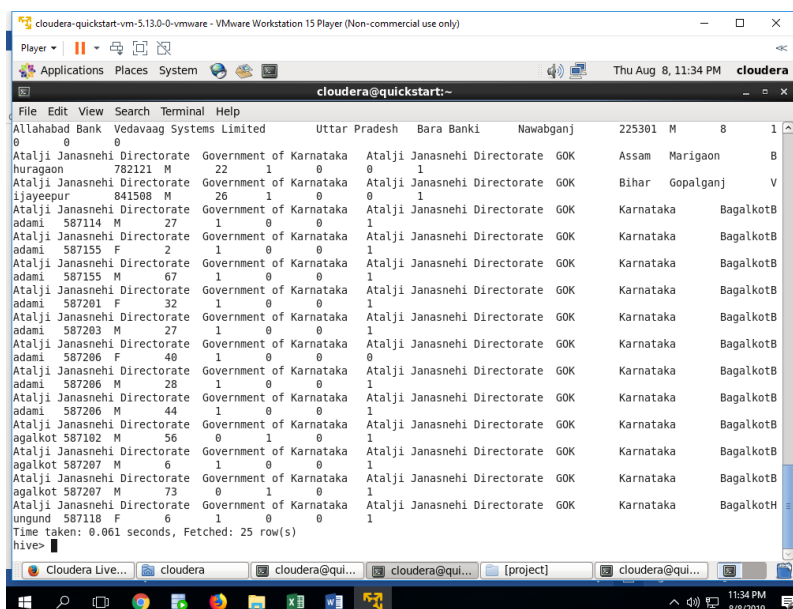 cloudera-quickstart-vm-5.13.0-0-vmware - VMware Workstation 15 Player (Non-commercial use only)
Player
Applications Places System Thu Aug 8, 11:34 PM cloudera
cloudera@quickstart:~
File Edit View Search Terminal Help
Allahabad Bank Vedavaag Systems Limited Uttar Pradesh Bara Banki Nawabganj 225301 M 8 1
0 0 0
Atalji Janasnehi Directorate Government of Karnataka Atalji Janasnehi Directorate GOK Assam Marigaon B
huragaon 782121 M 22 1 0 0 1
Atalji Janasnehi Directorate Government of Karnataka Atalji Janasnehi Directorate GOK Bihar Gopalganj V
ijayeepur 841508 M 26 1 0 0 1
Atalji Janasnehi Directorate Government of Karnataka Atalji Janasnehi Directorate GOK Karnataka BagalkotB
adami 587114 M 27 1 0 0 1
Atalji Janasnehi Directorate Government of Karnataka Atalji Janasnehi Directorate GOK Karnataka BagalkotB
adami 587155 F 2 1 0 0 1
Atalji Janasnehi Directorate Government of Karnataka Atalji Janasnehi Directorate GOK Karnataka BagalkotB
adami 587155 M 67 1 0 0 1
Atalji Janasnehi Directorate Government of Karnataka Atalji Janasnehi Directorate GOK Karnataka BagalkotB
adami 587201 F 32 1 0 0 1
Atalji Janasnehi Directorate Government of Karnataka Atalji Janasnehi Directorate GOK Karnataka BagalkotB
adami 587203 M 27 1 0 0 1
Atalji Janasnehi Directorate Government of Karnataka Atalji Janasnehi Directorate GOK Karnataka BagalkotB
adami 587206 F 40 1 0 0 0
Atalji Janasnehi Directorate Government of Karnataka Atalji Janasnehi Directorate GOK Karnataka BagalkotB
adami 587206 M 28 1 0 0 1
Atalji Janasnehi Directorate Government of Karnataka Atalji Janasnehi Directorate GOK Karnataka BagalkotB
adami 587206 M 44 1 0 0 1
Atalji Janasnehi Directorate Government of Karnataka Atalji Janasnehi Directorate GOK Karnataka BagalkotB
agalkot 587102 M 56 0 1 0 1
Atalji Janasnehi Directorate Government of Karnataka Atalji Janasnehi Directorate GOK Karnataka BagalkotB
agalkot 587207 M 6 1 0 0 1
Atalji Janasnehi Directorate Government of Karnataka Atalji Janasnehi Directorate GOK Karnataka BagalkotB
agalkot 587207 M 73 0 1 0 1
Atalji Janasnehi Directorate Government of Karnataka Atalji Janasnehi Directorate GOK Karnataka BagalkotH
ungund 587118 F 6 1 0 0 1
Time taken: 0.061 seconds, Fetched: 25 row(s)
hive>
Cloudera Live... cloudera cloudera@qui... cloudera@qui... [project] cloudera@qui...
11:34 PM